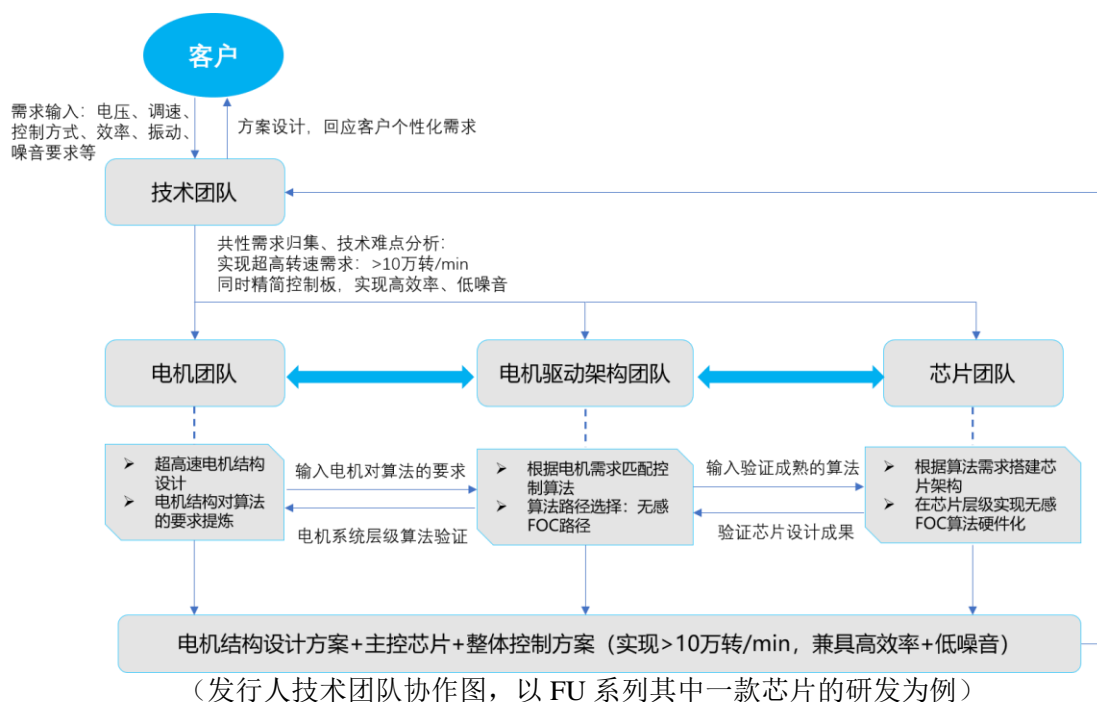 客户
需求输入：电压、调速、
控制方式、效率、振动、
噪音要求等
方案设计，回应客户个性化需求
技术团队
共性需求归集、技术难点分析：
实现超高转速需求：>10万转/min
同时精简控制板，实现高效率、低噪音
电机团队
电机驱动架构团队
芯片团队
➢ 超高速电机结构
设计
➢ 电机结构对算法
的要求提炼
输入电机对算法的要求
电机系统层级算法验证
➢ 根据电机需求匹配控
制算法
➢ 算法路径选择：无感
FOC路径
输入验证成熟的算法
验证芯片设计成果
➢ 根据算法需求搭建芯
片架构
➢ 在芯片层级实现无感
FOC算法硬件化
电机结构设计方案+主控芯片+整体控制方案（实现>10万转/min，兼具高效率+低噪音）
（发行人技术团队协作图，以 FU 系列其中一款芯片的研发为例）